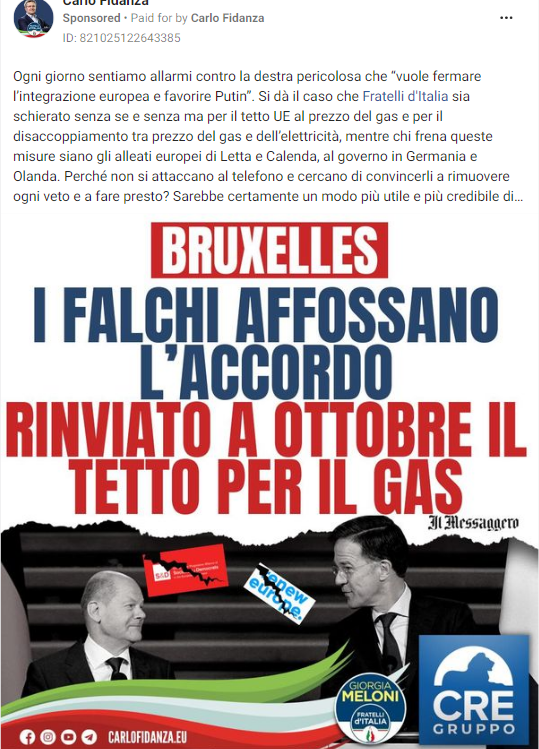 Carlo Fidanza
Sponsored • Paid for by Carlo Fidanza
ID: 821025122643385
Ogni giorno sentiamo allarmi contro la destra pericolosa che "vuole fermare
l'integrazione europea e favorire Putin". Si dà il caso che Fratelli d'Italia sia
schierato senza se e senza ma per il tetto UE al prezzo del gas e per il
disaccoppiamento tra prezzo del gas e dell'elettricità, mentre chi frena queste
misure siano gli alleati europei di Letta e Calenda, al governo in Germania e
Olanda. Perché non si attaccano al telefono e cercano di convincerli a rimuovere
ogni veto e a fare presto? Sarebbe certamente un modo più utile e più credibile di...
BRUXELLES
I FALCHI AFFOSSANO
L'ACCORDO
RINVIATO A OTTOBRE IL
TETTO PER IL GAS
Il Messaggero
S&D
renew
europe.
GIORGIA
MELONI
FRATELLI
d'ITALIA
CRE
GRUPPO
CARLOFIDANZA.EU